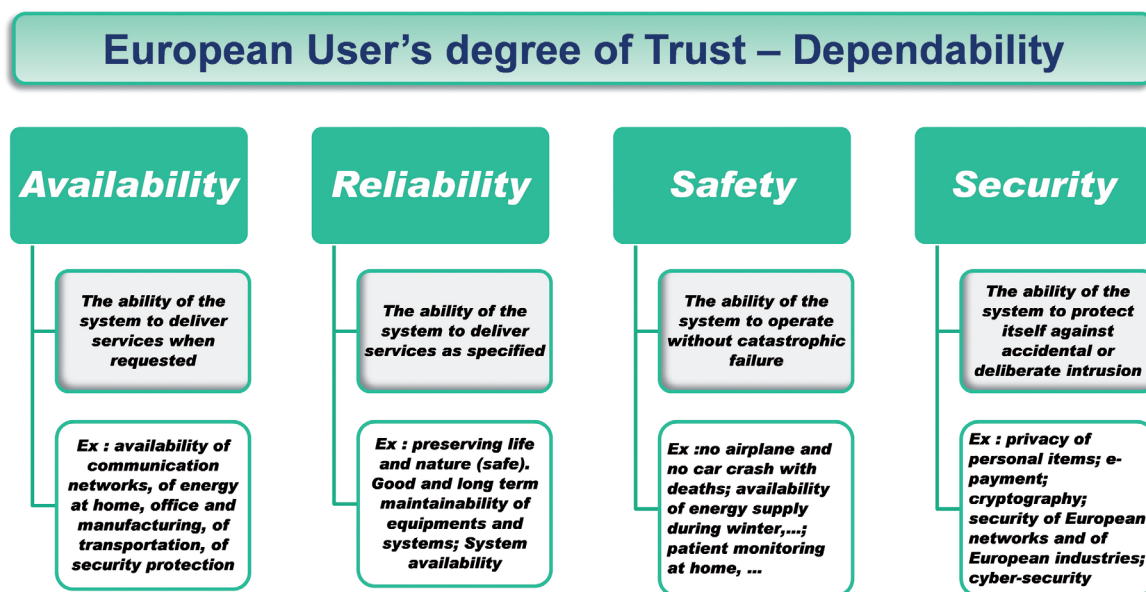 European User's degree of Trust – Dependability
Availability
The ability of the
system to deliver
services when
requested
Ex : availability of
communication
networks, of energy
at home, office and
manufacturing, of
transportation, of
security protection
Reliability
The ability of the
system to deliver
services as specified
Ex : preserving life
and nature (safe).
Good and long term
maintainability of
equipments and
systems; System
availability
Safety
The ability of the
system to operate
without catastrophic
failure
Ex :no airplane and
no car crash with
deaths; availability
of energy supply
during winter,...;
patient monitoring
at home, ...
Security
The ability of the
system to protect
itself against
accidental or
deliberate intrusion
Ex : privacy of
personal items; e-
payment;
cryptography;
security of European
networks and of
European industries;
cyber-security